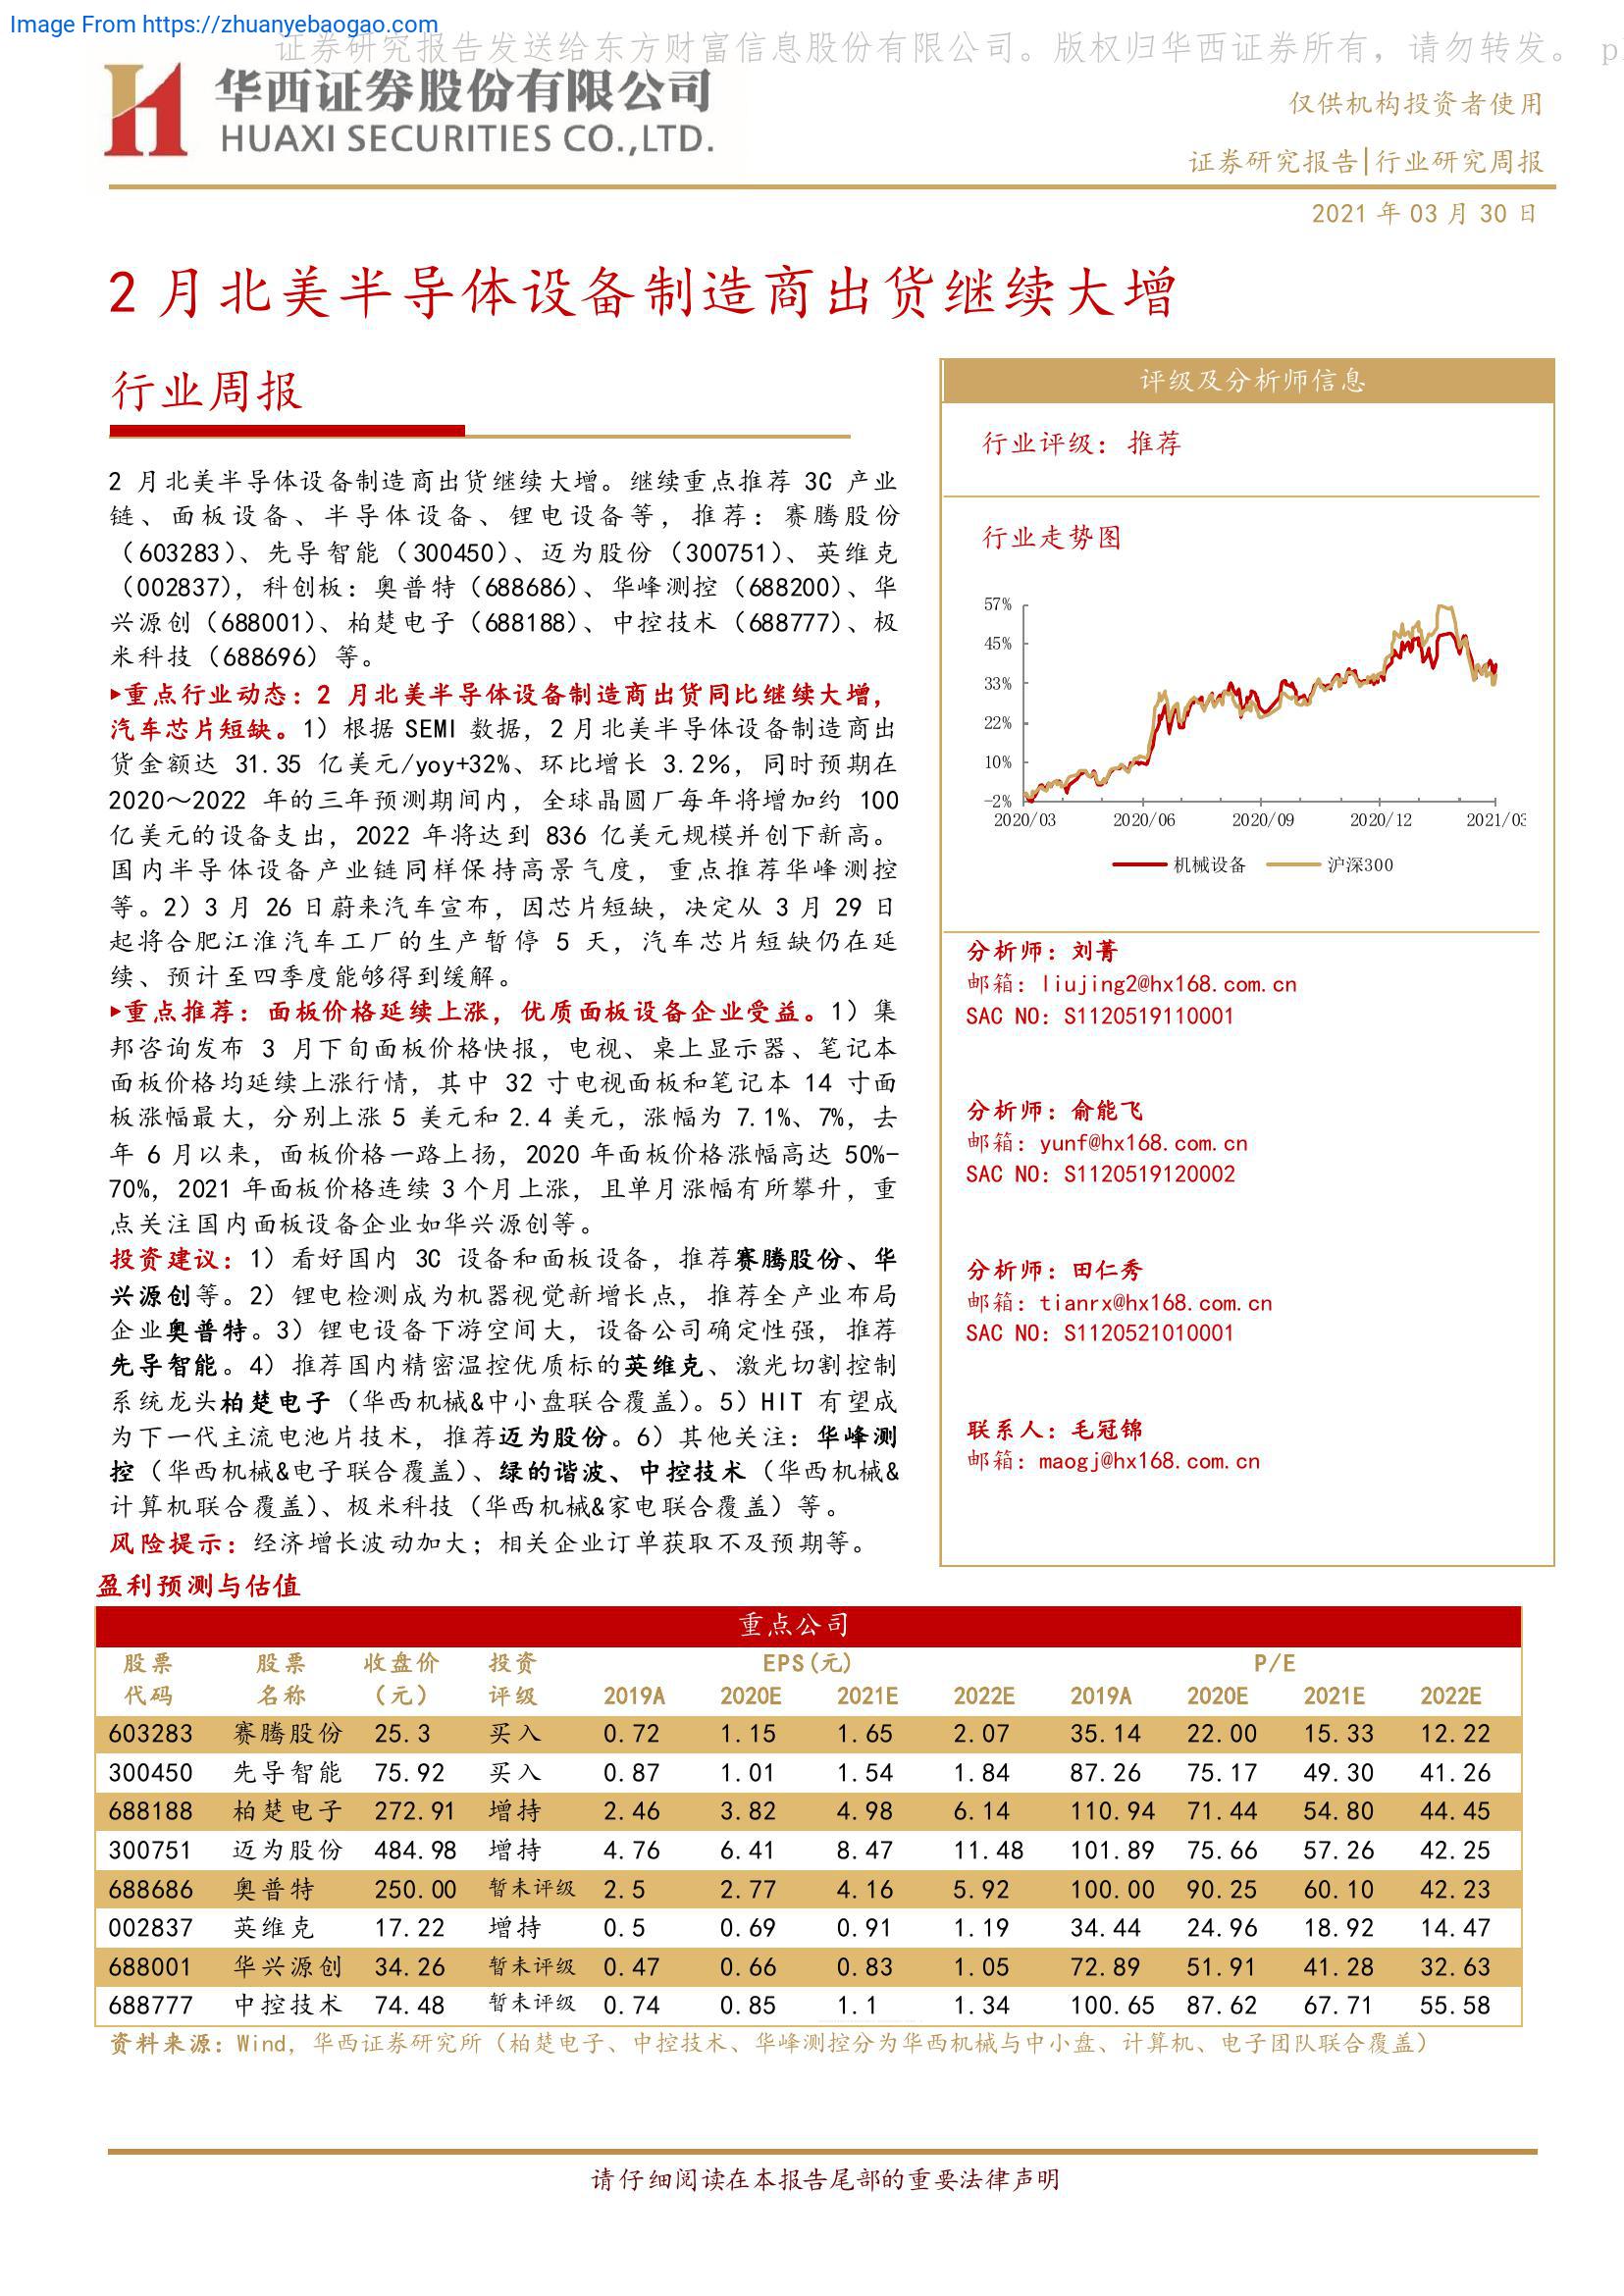 Image From https://zhuanyebaogao.com
证券研究报告发送给东方财富信息股份有限公司。版权归华西证券所有，请勿转发。 p
华西证券股份有限公司
HUAXI SECURITIES CO.,LTD.
仅供机构投资者使用
证券研究报告|行业研究周报
2021 年 03 月 30 日
2 月北美半导体设备制造商出货继续大增
行业周报
2 月北美半导体设备制造商出货继续大增。继续重点推荐 3C 产业
链、面板设备、半导体设备、锂电设备等，推荐：赛腾股份
（603283）、先导智能（300450）、迈为股份（300751）、英维克
（002837），科创板：奥普特（688686）、华峰测控（688200）、华
兴源创（688001）、柏楚电子（688188）、中控技术（688777）、极
米科技（688696）等。
▸重点行业动态：2 月北美半导体设备制造商出货同比继续大增，
汽车芯片短缺。1）根据 SEMI 数据，2 月北美半导体设备制造商出
货金额达 31.35 亿美元/yoy+32%、环比增长 3.2%，同时预期在
2020～2022 年的三年预测期间内，全球晶圆厂每年将增加约 100
亿美元的设备支出，2022 年将达到 836 亿美元规模并创下新高。
国内半导体设备产业链同样保持高景气度，重点推荐华峰测控
等。2）3 月 26 日蔚来汽车宣布，因芯片短缺，决定从 3 月 29 日
起将合肥江淮汽车工厂的生产暂停 5 天，汽车芯片短缺仍在延
续、预计至四季度能够得到缓解。
▸重点推荐：面板价格延续上涨，优质面板设备企业受益。1）集
邦咨询发布 3 月下旬面板价格快报，电视、桌上显示器、笔记本
面板价格均延续上涨行情，其中 32 寸电视面板和笔记本 14 寸面
板涨幅最大，分别上涨 5 美元和 2.4 美元，涨幅为 7.1%、7%，去
年 6 月以来，面板价格一路上扬，2020 年面板价格涨幅高达 50%-
70%，2021 年面板价格连续 3 个月上涨，且单月涨幅有所攀升，重
点关注国内面板设备企业如华兴源创等。
投资建议：1）看好国内 3C 设备和面板设备，推荐赛腾股份、华
兴源创等。2）锂电检测成为机器视觉新增长点，推荐全产业布局
企业奥普特。3）锂电设备下游空间大，设备公司确定性强，推荐
先导智能。4）推荐国内精密温控优质标的英维克、激光切割控制
系统龙头柏楚电子（华西机械&中小盘联合覆盖）。5）HIT 有望成
为下一代主流电池片技术，推荐迈为股份。6）其他关注：华峰测
控（华西机械&电子联合覆盖）、绿的谐波、中控技术（华西机械&
计算机联合覆盖）、极米科技（华西机械&家电联合覆盖）等。
风险提示：经济增长波动加大；相关企业订单获取不及预期等。
评级及分析师信息
行业评级：推荐
行业走势图
57%
45%
33%
22%
10%
-2%
2020/03 2020/06 2020/09 2020/12 2021/03
机械设备 沪深300
分析师：刘菁
邮箱：liujing2@hx168.com.cn
SAC NO：S1120519110001
分析师：俞能飞
邮箱：yunf@hx168.com.cn
SAC NO：S1120519120002
分析师：田仁秀
邮箱：tianrx@hx168.com.cn
SAC NO：S1120521010001
联系人：毛冠锦
邮箱：maogj@hx168.com.cn
盈利预测与估值
重点公司
股票 股票 收盘价 投资 EPS(元) P/E
代码 名称 （元） 评级 2019A 2020E 2021E 2022E 2019A 2020E 2021E 2022E
603283 赛腾股份 25.3 买入 0.72 1.15 1.65 2.07 35.14 22.00 15.33 12.22
300450 先导智能 75.92 买入 0.87 1.01 1.54 1.84 87.26 75.17 49.30 41.26
688188 柏楚电子 272.91 增持 2.46 3.82 4.98 6.14 110.94 71.44 54.80 44.45
300751 迈为股份 484.98 增持 4.76 6.41 8.47 11.48 101.89 75.66 57.26 42.25
688686 奥普特 250.00 暂未评级 2.5 2.77 4.16 5.92 100.00 90.25 60.10 42.23
002837 英维克 17.22 增持 0.5 0.69 0.91 1.19 34.44 24.96 18.92 14.47
688001 华兴源创 34.26 暂未评级 0.47 0.66 0.83 1.05 72.89 51.91 41.28 32.63
688777 中控技术 74.48 暂未评级 0.74 0.85 1.1 1.34 100.65 87.62 67.71 55.58
资料来源：Wind，华西证券研究所（柏楚电子、中控技术、华峰测控分为华西机械与中小盘、计算机、电子团队联合覆盖）
请仔细阅读在本报告尾部的重要法律声明